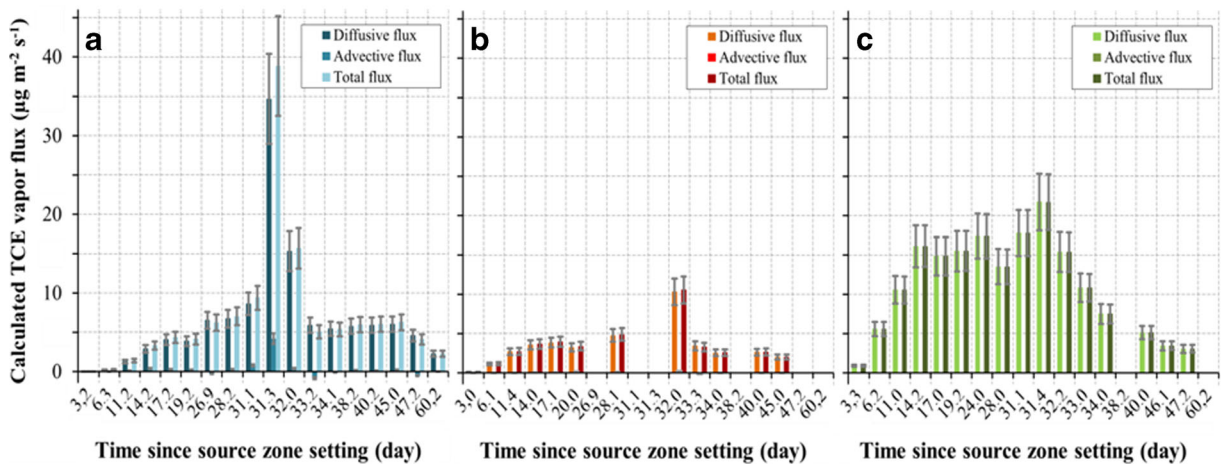 a
Diffusive flux
Advective flux
Total flux
b
Diffusive flux
Advective flux
Total flux
c
Diffusive flux
Advective flux
Total flux
Calculated TCE vapor flux (µg m⁻² s⁻¹)
40
30
20
10
0
3,2 6,3 11,2 14,2 17,2 19,2 26,9 28,2 31,1 31,3 32,0 33,2 34,1 38,2 40,2 45,0 47,2 60,2
3,0 6,1 11,4 14,0 17,1 20,0 26,9 28,1 31,1 31,3 32,0 33,3 34,0 38,2 40,2 45,0 47,2 60,2
3,3 6,2 11,0 14,2 17,0 19,2 24,0 28,0 31,1 31,4 32,2 33,0 34,0 38,2 40,0 46,1 47,2 60,2
Time since source zone setting (day)
Time since source zone setting (day)
Time since source zone setting (day)